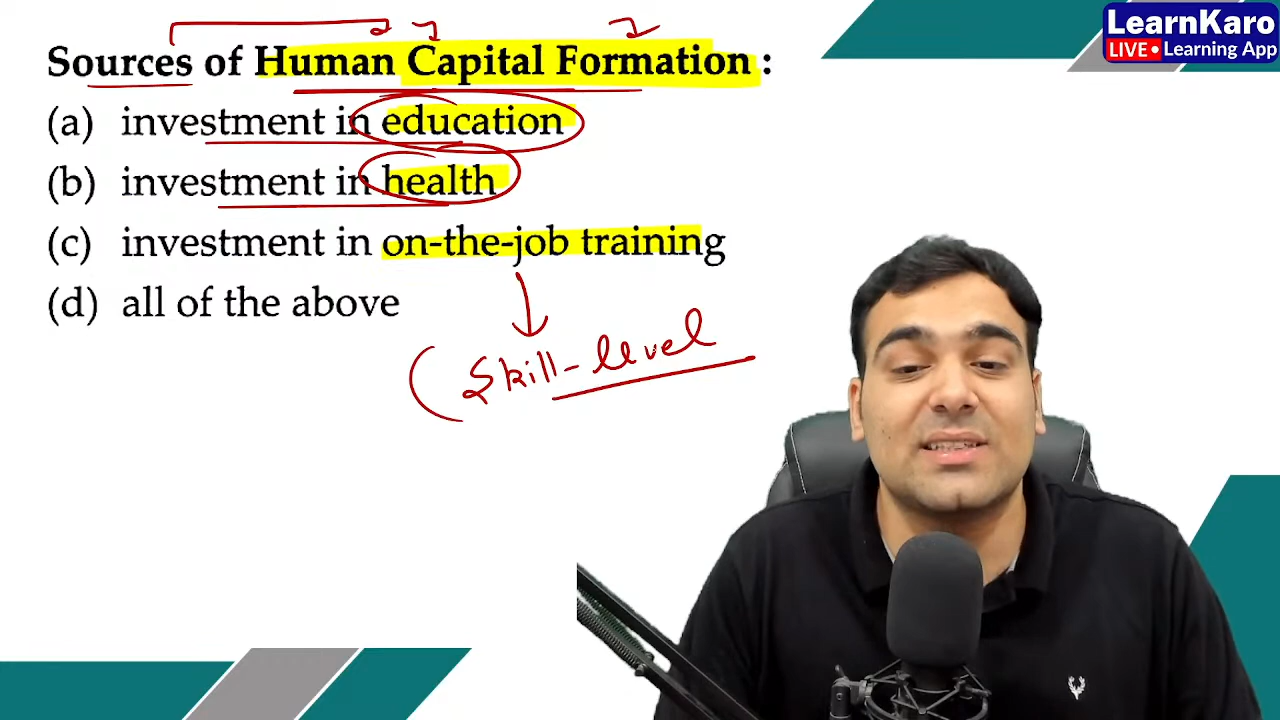 LearnKaro
LIVE • Learning App
Sources of Human Capital Formation :
(a) investment in education
(b) investment in health
(c) investment in on-the-job training
(d) all of the above
(Skill-level